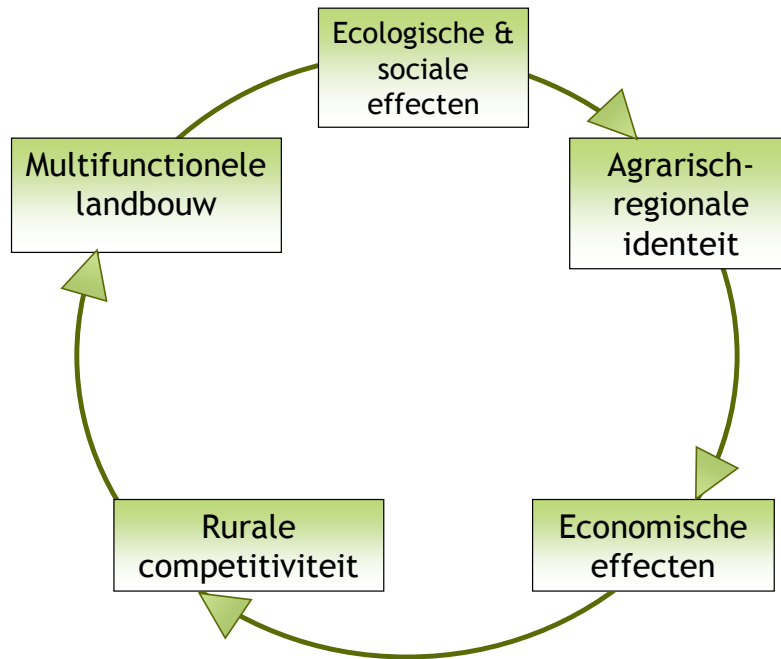 Ecologische &
sociale
effecten
Multifunctionele
landbouw
Agrarisch-
regionale
identeit
Rurale
competitiviteit
Economische
effecten